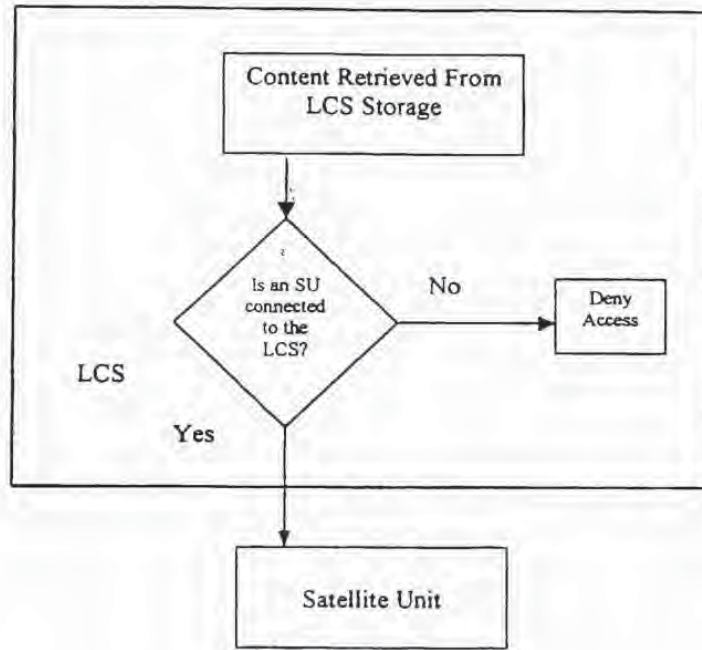 Content Retrieved From
LCS Storage
Is an SU
connected
to the
LCS?
No
Deny
Access
LCS
Yes
Satellite Unit